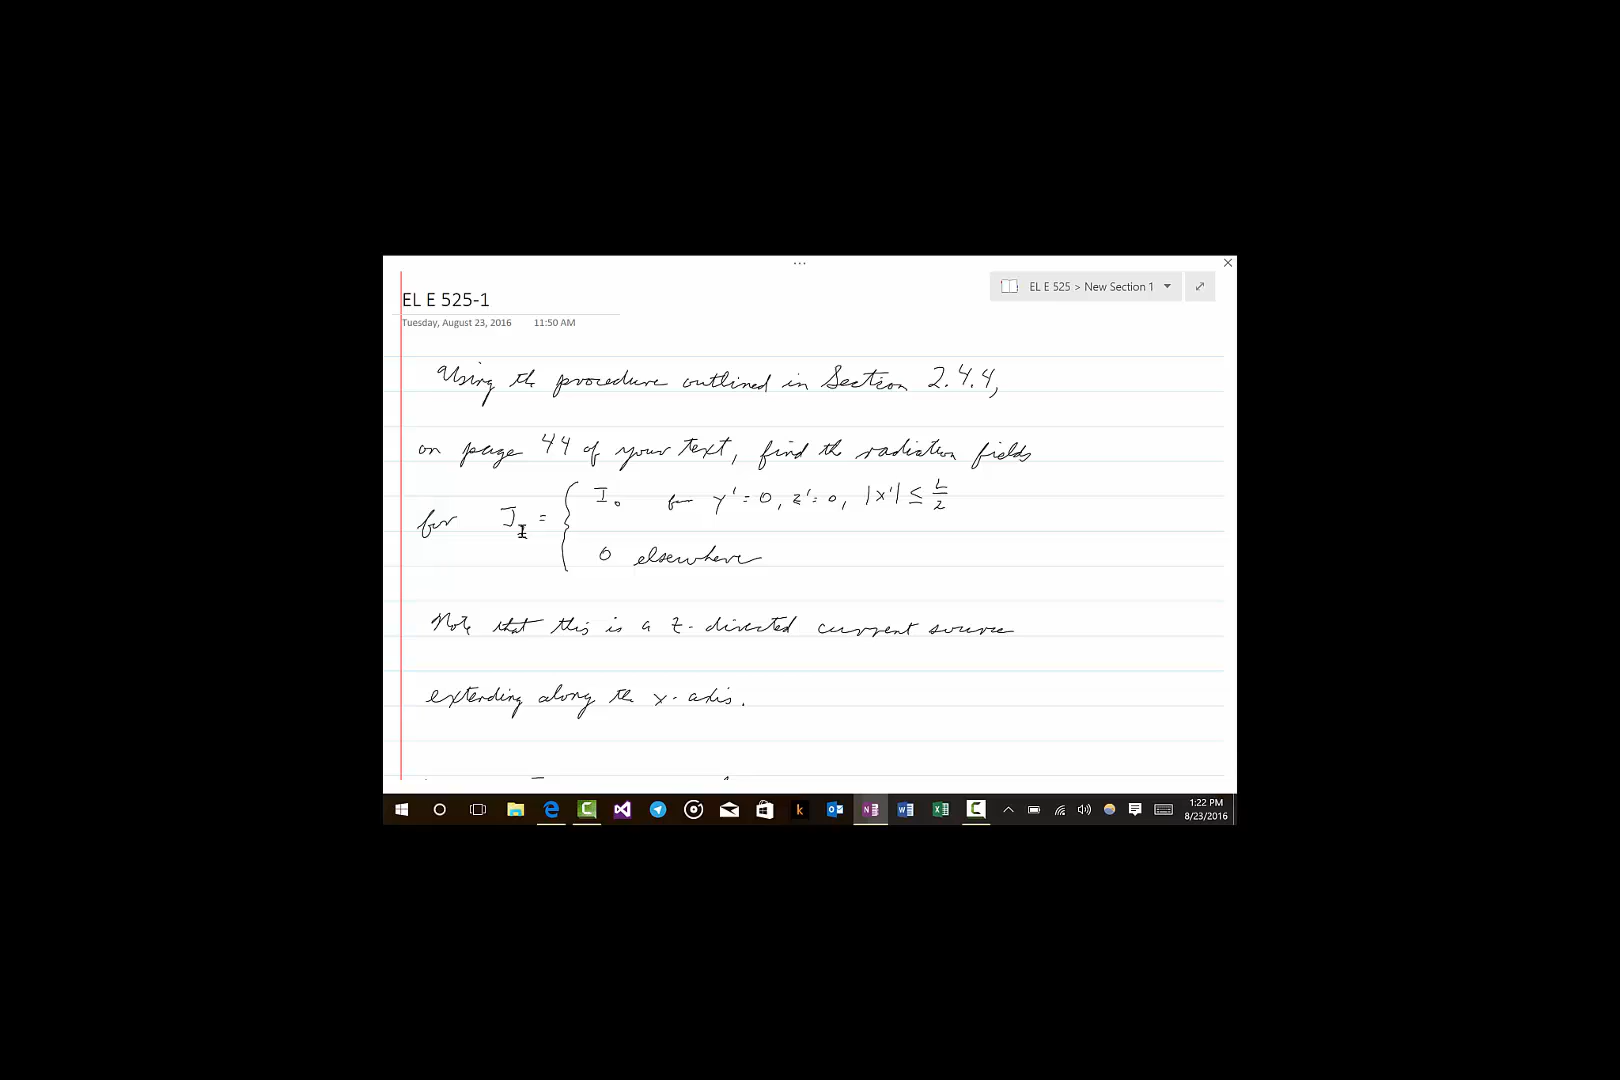 ...
EL E 525 > New Section 1
EL E 525-1
Tuesday, August 23, 2016 11:50 AM
Using the procedure outlined in Section 2.4.4,
on page 44 of your text, find the radiation fields
for J = { I₀ for y' = 0, z' = 0, |x'| ≤ L/2
0 elsewhere
Note that this is a z-directed current source
extending along the x-axis.
1:22 PM
8/23/2016